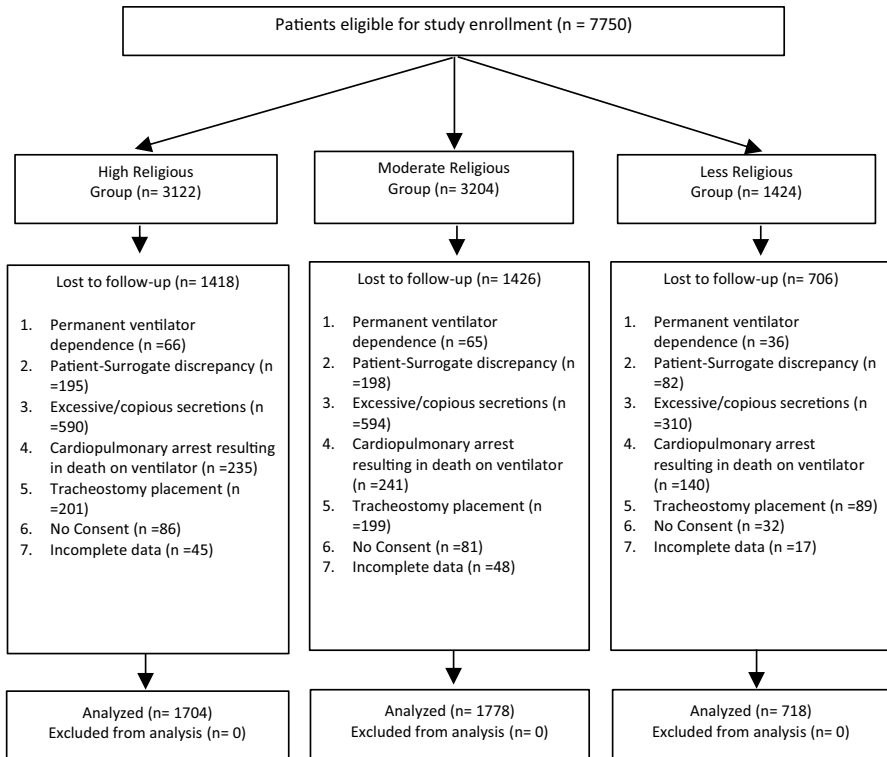 Patients eligible for study enrollment (n = 7750)
High Religious
Group (n= 3122)
Moderate Religious
Group (n= 3204)
Less Religious
Group (n= 1424)
Lost to follow-up (n= 1418)
1. Permanent ventilator
dependence (n =66)
2. Patient-Surrogate discrepancy (n
=195)
3. Excessive/copious secretions (n
=590)
4. Cardiopulmonary arrest resulting
in death on ventilator (n =235)
5. Tracheostomy placement (n
=201)
6. No Consent (n =86)
7. Incomplete data (n =45)
Lost to follow-up (n= 1426)
1. Permanent ventilator
dependence (n =65)
2. Patient-Surrogate discrepancy (n
=198)
3. Excessive/copious secretions (n
=594)
4. Cardiopulmonary arrest
resulting in death on ventilator
(n =241)
5. Tracheostomy placement (n
=199)
6. No Consent (n =81)
7. Incomplete data (n =48)
Lost to follow-up (n= 706)
1. Permanent ventilator
dependence (n =36)
2. Patient-Surrogate discrepancy (n
=82)
3. Excessive/copious secretions (n
=310)
4. Cardiopulmonary arrest
resulting in death on ventilator
(n =140)
5. Tracheostomy placement (n =89)
6. No Consent (n =32)
7. Incomplete data (n =17)
Analyzed (n= 1704)
Excluded from analysis (n= 0)
Analyzed (n= 1778)
Excluded from analysis (n= 0)
Analyzed (n= 718)
Excluded from analysis (n= 0)